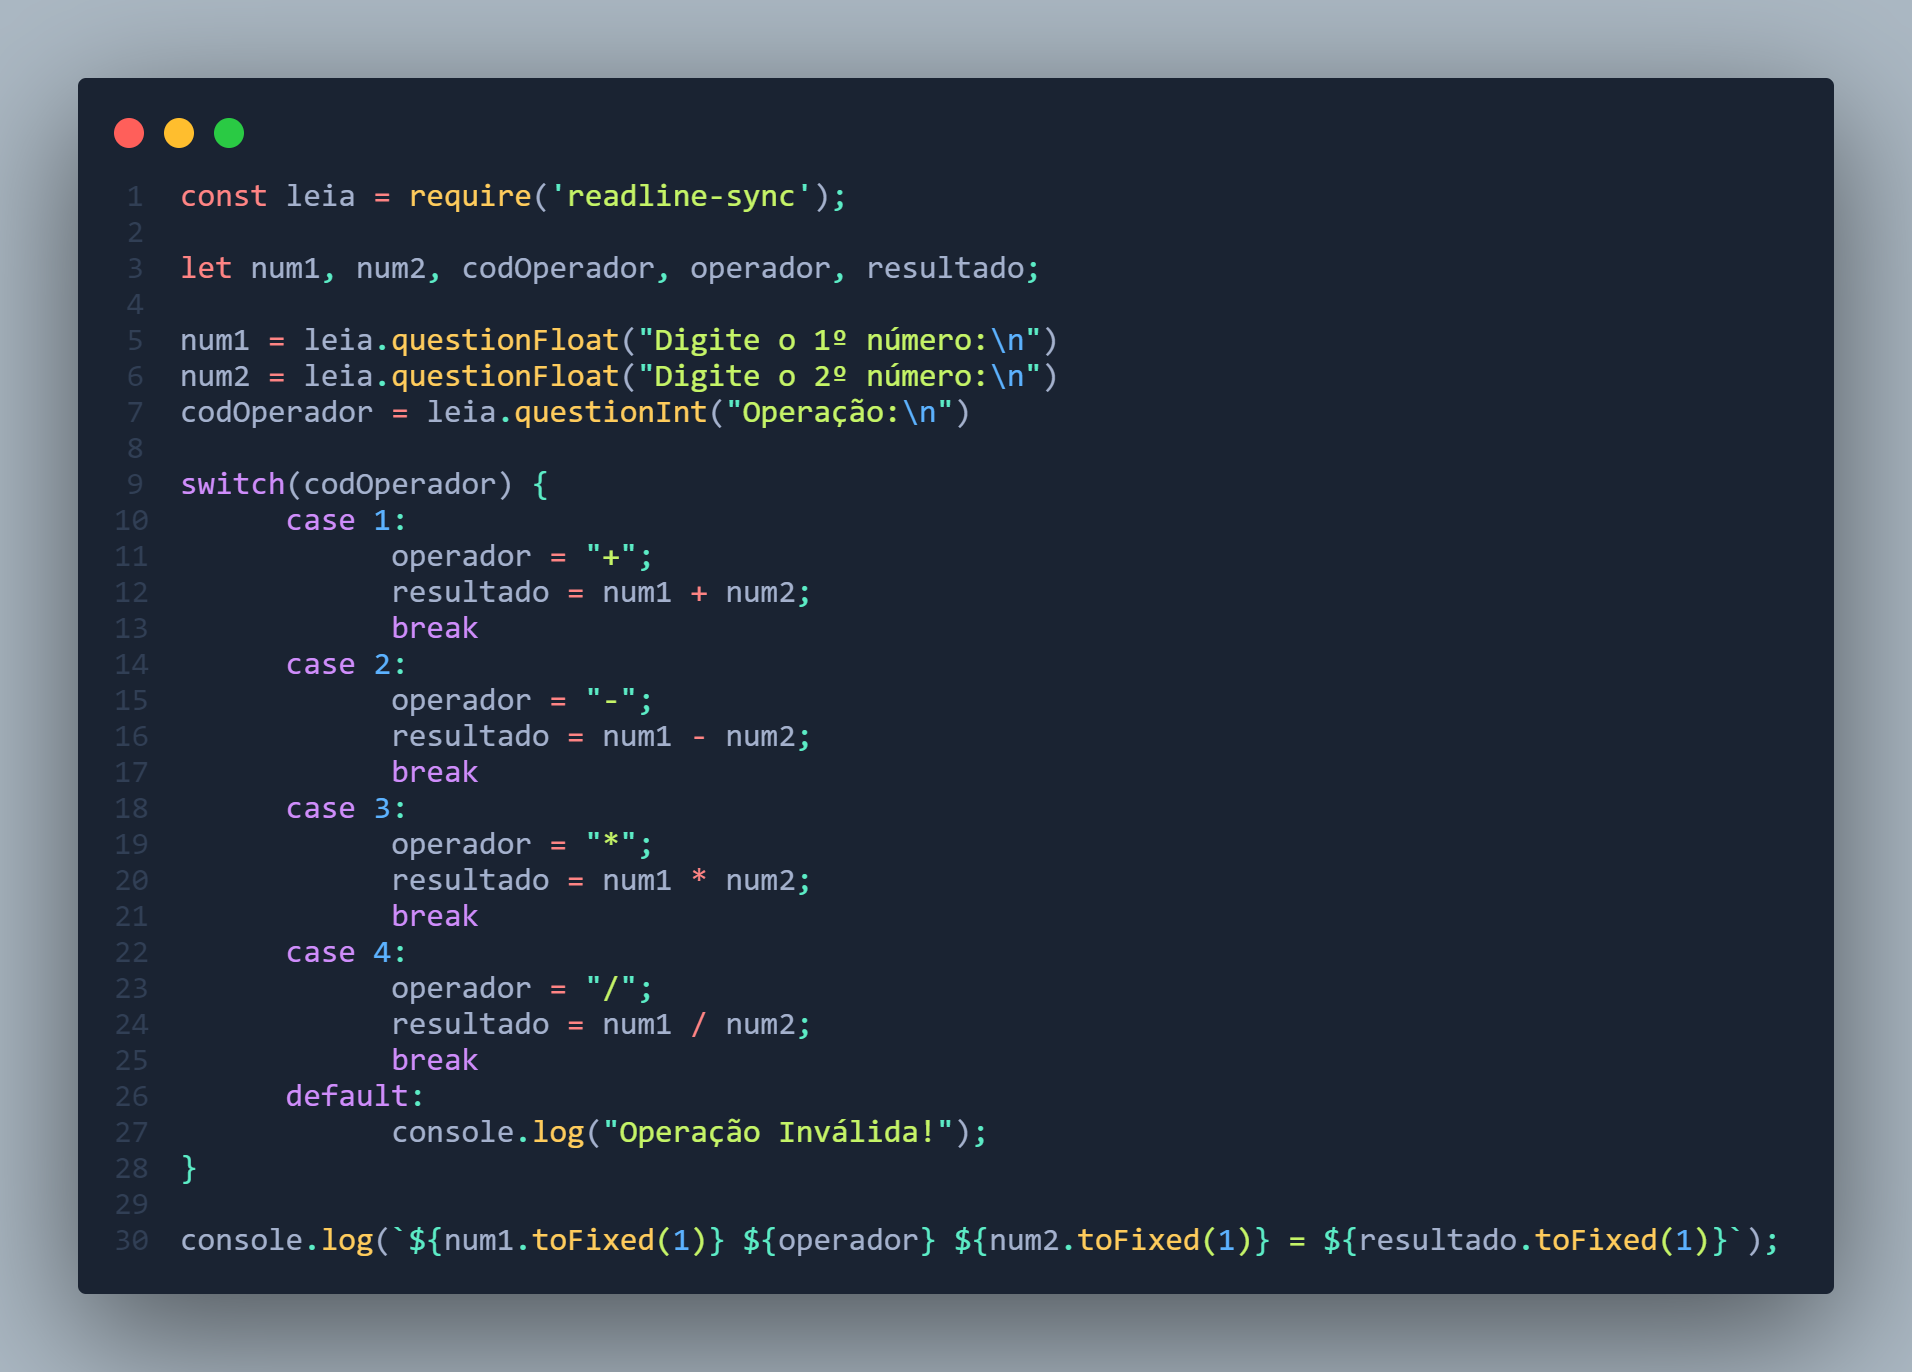 1 const leia = require('readline-sync');
2
3 let num1, num2, codOperador, operador, resultado;
4
5 num1 = leia.questionFloat("Digite o 1º número:\n")
6 num2 = leia.questionFloat("Digite o 2º número:\n")
7 codOperador = leia.questionInt("Operação:\n")
8
9 switch(codOperador) {
10       case 1:
11             operador = "+";
12             resultado = num1 + num2;
13             break
14       case 2:
15             operador = "-";
16             resultado = num1 - num2;
17             break
18       case 3:
19             operador = "*";
20             resultado = num1 * num2;
21             break
22       case 4:
23             operador = "/";
24             resultado = num1 / num2;
25             break
26       default:
27             console.log("Operação Inválida!");
28 }
29
30 console.log(`${num1.toFixed(1)} ${operador} ${num2.toFixed(1)} = ${resultado.toFixed(1)}`);